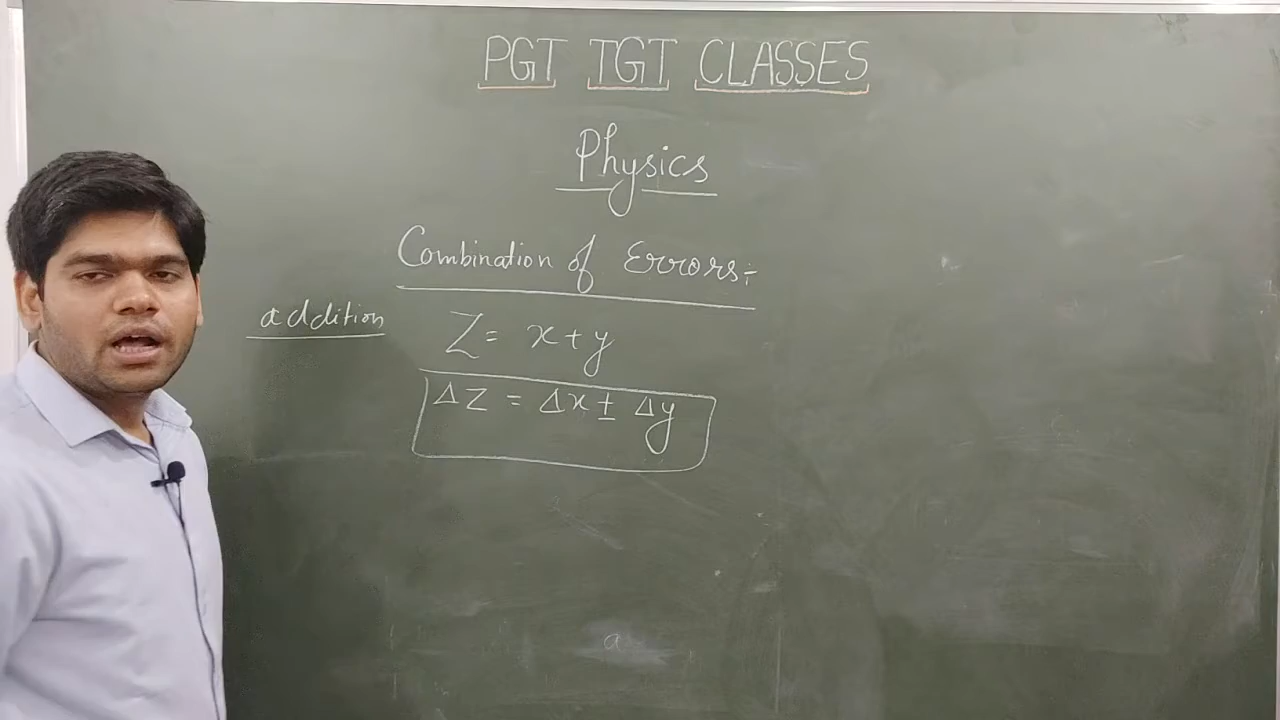 PGT TGT CLASSES
Physics
Combination of Errors:-
addition
Z = x + y
ΔZ = Δx ± Δy
a